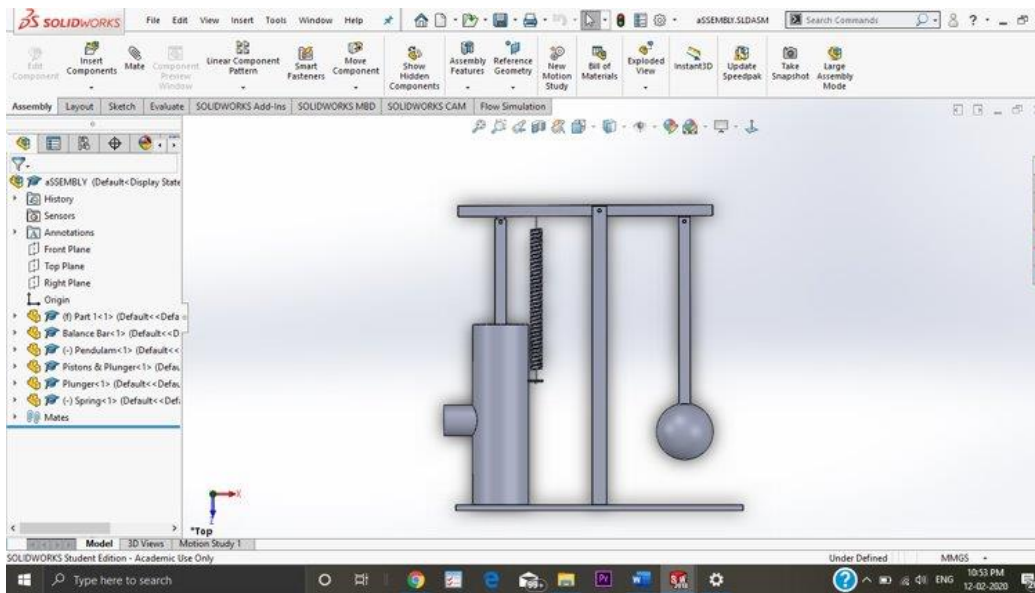 SOLIDWORKS File Edit View Insert Tools Window Help aSSEMBLY.SLDASM Search Commands
Edit Component
Insert Components
Mate
Component Preview Window
Linear Component Pattern
Smart Fasteners
Move Component
Show Hidden Components
Assembly Features
Reference Geometry
New Motion Study
Bill of Materials
Exploded View
Instant3D
Update Speedpak
Take Snapshot
Large Assembly Mode
Assembly Layout Sketch Evaluate SOLIDWORKS Add-Ins SOLIDWORKS MBD SOLIDWORKS CAM Flow Simulation
aSSEMBLY (Default<Display State
History
Sensors
Annotations
Front Plane
Top Plane
Right Plane
Origin
(f) Part 1<1> (Default<<Defa
Balance Bar<1> (Default<<D
(-) Pendulam<1> (Default<<
Pistons & Plunger<1> (Defau
Plunger<1> (Default<<Defau
(-) Spring<1> (Default<<Def
Mates
X
*Top
Model 3D Views Motion Study 1
SOLIDWORKS Student Edition - Academic Use Only Under Defined MMGS
Type here to search 99+ Pr ENG 10:53 PM
12-02-2020